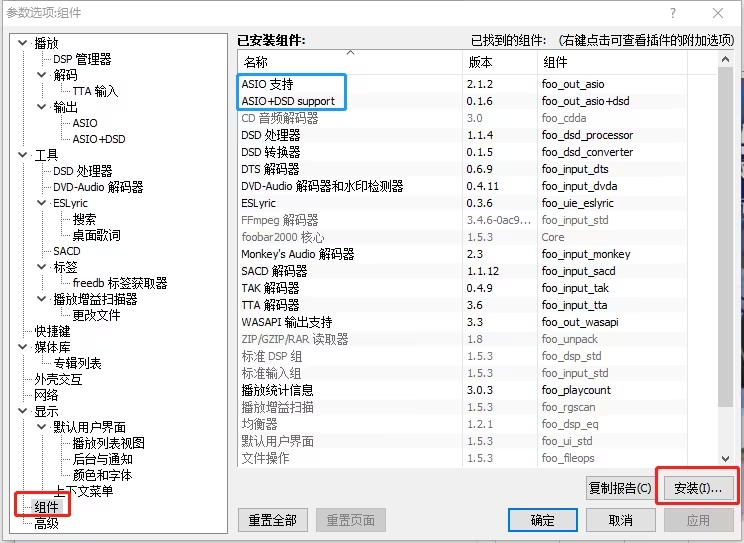 参数选项:组件
播放
DSP 管理器
解码
TTA 输入
输出
ASIO
ASIO+DSD
工具
DSD 处理器
DVD-Audio 解码器
ESLyric
搜索
桌面歌词
SACD
标签
freedb 标签获取器
播放增益扫描器
更改文件
快捷键
媒体库
专辑列表
外壳交互
网络
显示
默认用户界面
播放列表视图
后台与通知
颜色和字体
上下文菜单
组件
高级
已安装组件: 已找到的组件: (右键点击可查看插件的附加选项)
名称 版本 组件
ASIO 支持 2.1.2 foo_out_asio
ASIO+DSD support 0.1.6 foo_out_asio+dsd
CD 音频解码器 3.0 foo_cdda
DSD 处理器 1.1.4 foo_dsd_processor
DSD 转换器 0.1.5 foo_dsd_converter
DTS 解码器 0.6.9 foo_input_dts
DVD-Audio 解码器和水印检测器 0.4.11 foo_input_dvda
ESLyric 0.3.6 foo_uie_eslyric
FFmpeg 解码器 3.4.6-0ac9... foo_input_std
foobar2000 核心 1.5.3 Core
Monkey's Audio 解码器 2.3 foo_input_monkey
SACD 解码器 1.1.12 foo_input_sacd
TAK 解码器 0.4.9 foo_input_tak
TTA 解码器 3.6 foo_input_tta
WASAPI 输出支持 3.3 foo_out_wasapi
ZIP/GZIP/RAR 读取器 1.8 foo_unpack
标准 DSP 组 1.5.3 foo_dsp_std
标准输入组 1.5.3 foo_input_std
播放统计信息 3.0.3 foo_playcount
播放增益扫描 1.5.3 foo_rgscan
均衡器 1.2.1 foo_dsp_eq
默认用户界面 1.5.3 foo_ui_std
文件操作 1.5.3 foo_fileops
复制报告(C) 安装(I)...
重置全部 重置页面 确定 取消 应用